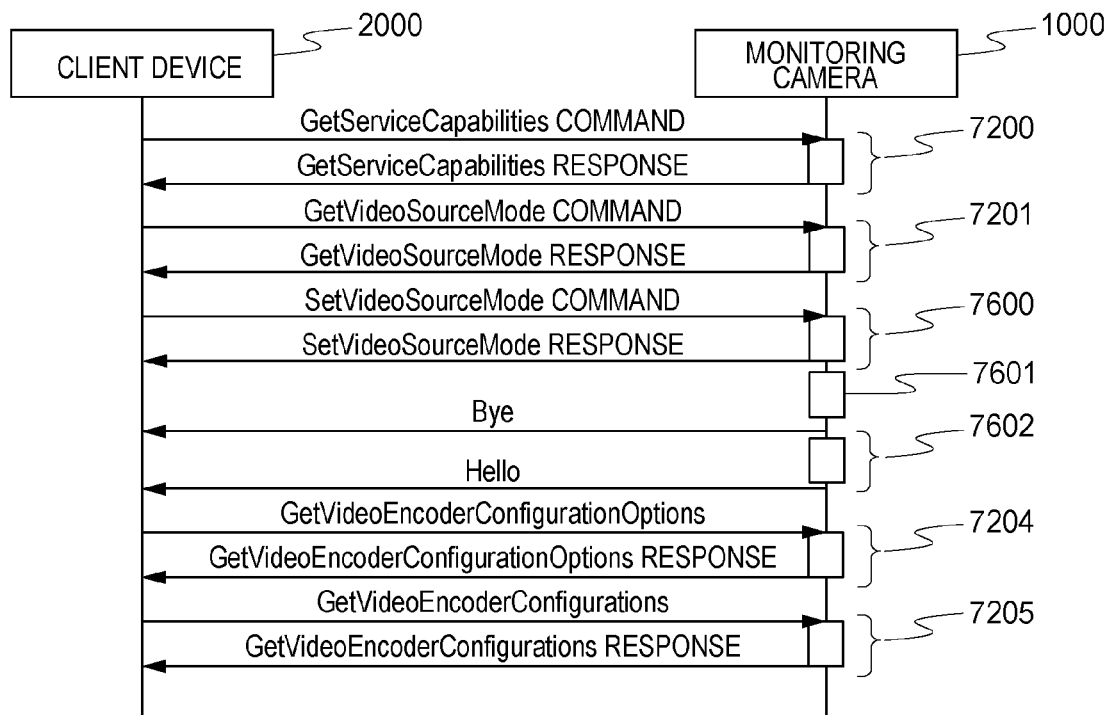 2000
1000
CLIENT DEVICE
MONITORING
CAMERA
GetServiceCapabilities COMMAND
7200
GetServiceCapabilities RESPONSE
GetVideoSourceMode COMMAND
7201
GetVideoSourceMode RESPONSE
SetVideoSourceMode COMMAND
7600
SetVideoSourceMode RESPONSE
7601
Bye
7602
Hello
GetVideoEncoderConfigurationOptions
7204
GetVideoEncoderConfigurationOptions RESPONSE
GetVideoEncoderConfigurations
7205
GetVideoEncoderConfigurations RESPONSE